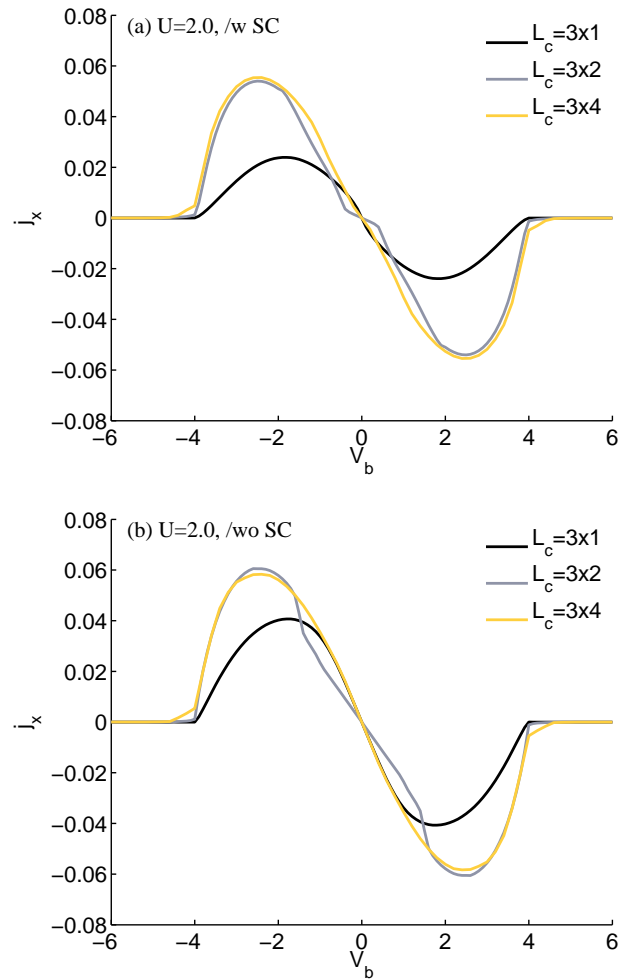 (a) U=2.0, /w SC
L_c=3x1
L_c=3x2
L_c=3x4
0.08
0.06
0.04
0.02
0
−0.02
−0.04
−0.06
−0.08
j_x
−6 −4 −2 0 2 4 6
V_b
(b) U=2.0, /wo SC
L_c=3x1
L_c=3x2
L_c=3x4
0.08
0.06
0.04
0.02
0
−0.02
−0.04
−0.06
−0.08
j_x
−6 −4 −2 0 2 4 6
V_b